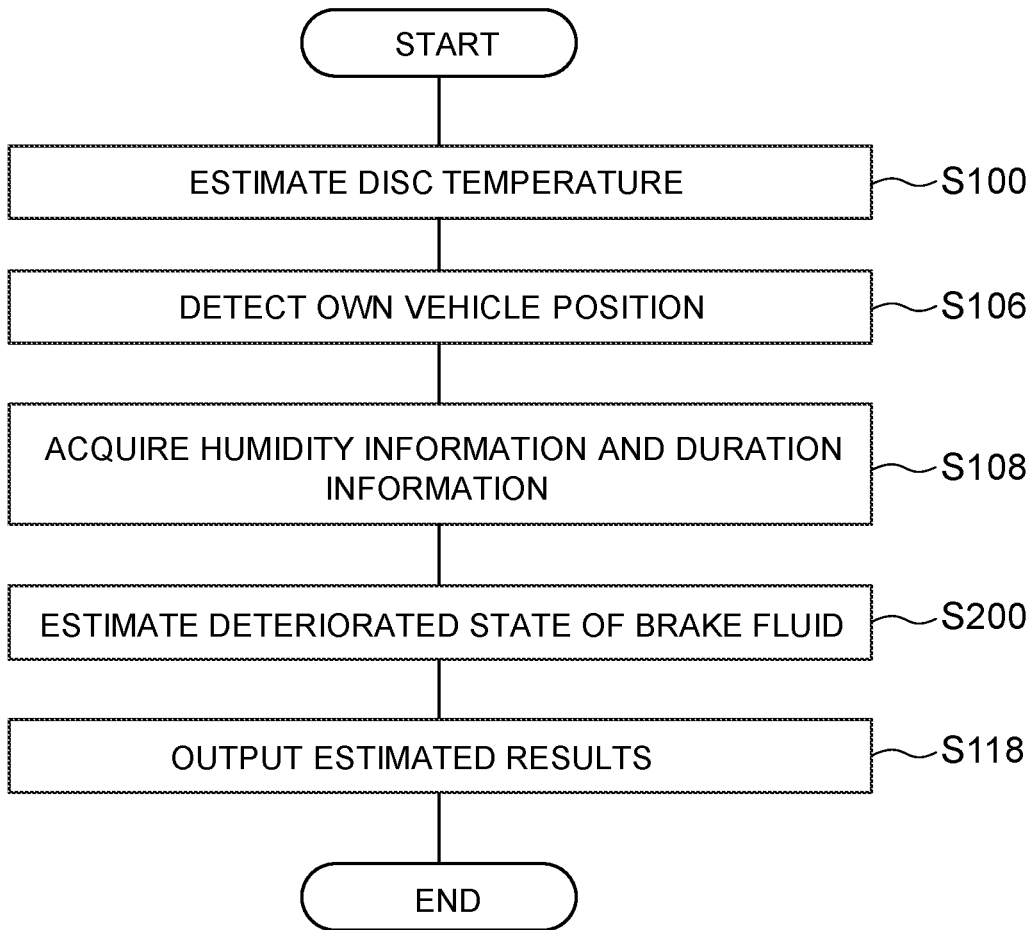 START
ESTIMATE DISC TEMPERATURE
S100
DETECT OWN VEHICLE POSITION
S106
ACQUIRE HUMIDITY INFORMATION AND DURATION
INFORMATION
S108
ESTIMATE DETERIORATED STATE OF BRAKE FLUID
S200
OUTPUT ESTIMATED RESULTS
S118
END